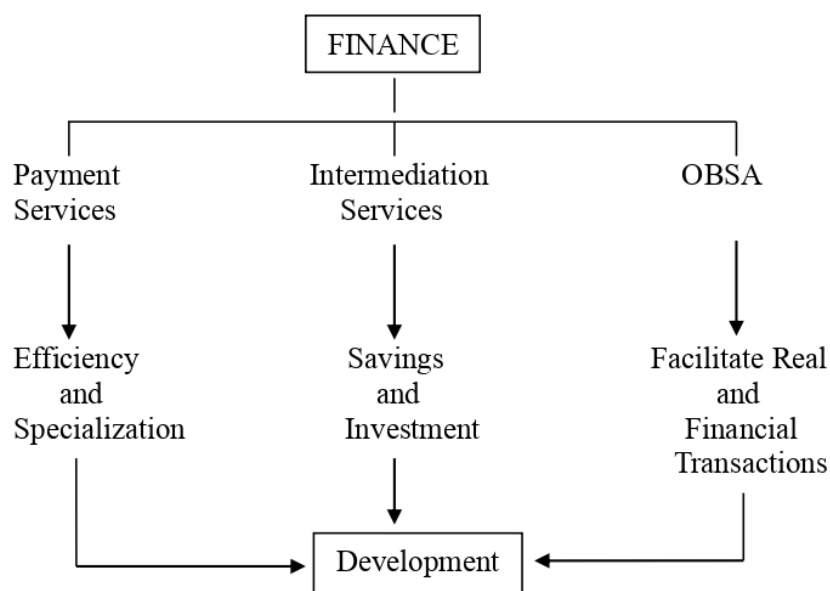 FINANCE
Payment
Services
Intermediation
Services
OBSA
Efficiency
and
Specialization
Savings
and
Investment
Facilitate Real
and
Financial
Transactions
Development